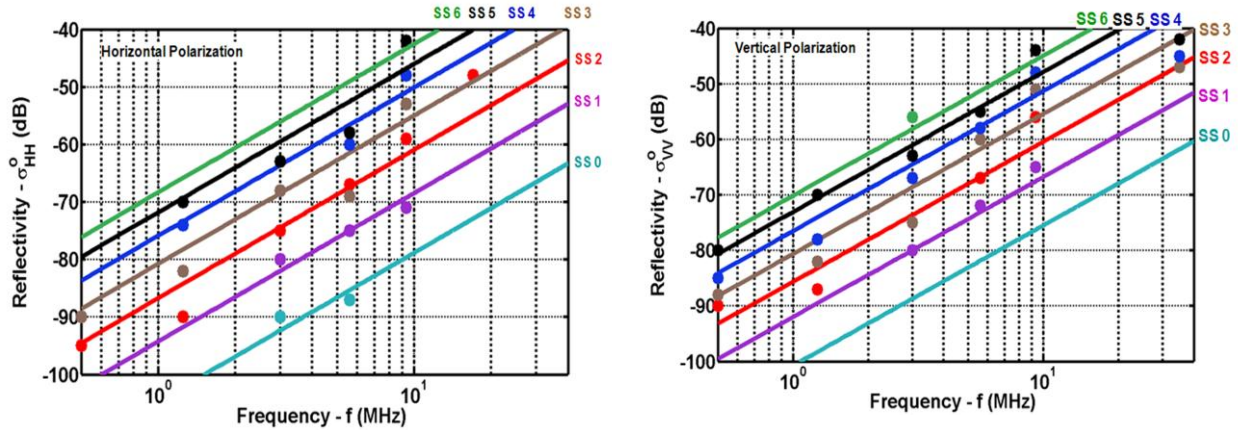 SS 6 SS 5 SS 4 SS 3
-40
Horizontal Polarization
SS 2
-50
SS 1
-60
SS 0
-70
-80
-90
-100
10⁰ 10¹
Reflectivity - σ°HH (dB)
Frequency - f (MHz)
SS 6 SS 5 SS 4
SS 3
-40
Vertical Polarization
SS 2
-50
SS 1
-60
SS 0
-70
-80
-90
-100
10⁰ 10¹
Reflectivity - σ°VV (dB)
Frequency - f (MHz)